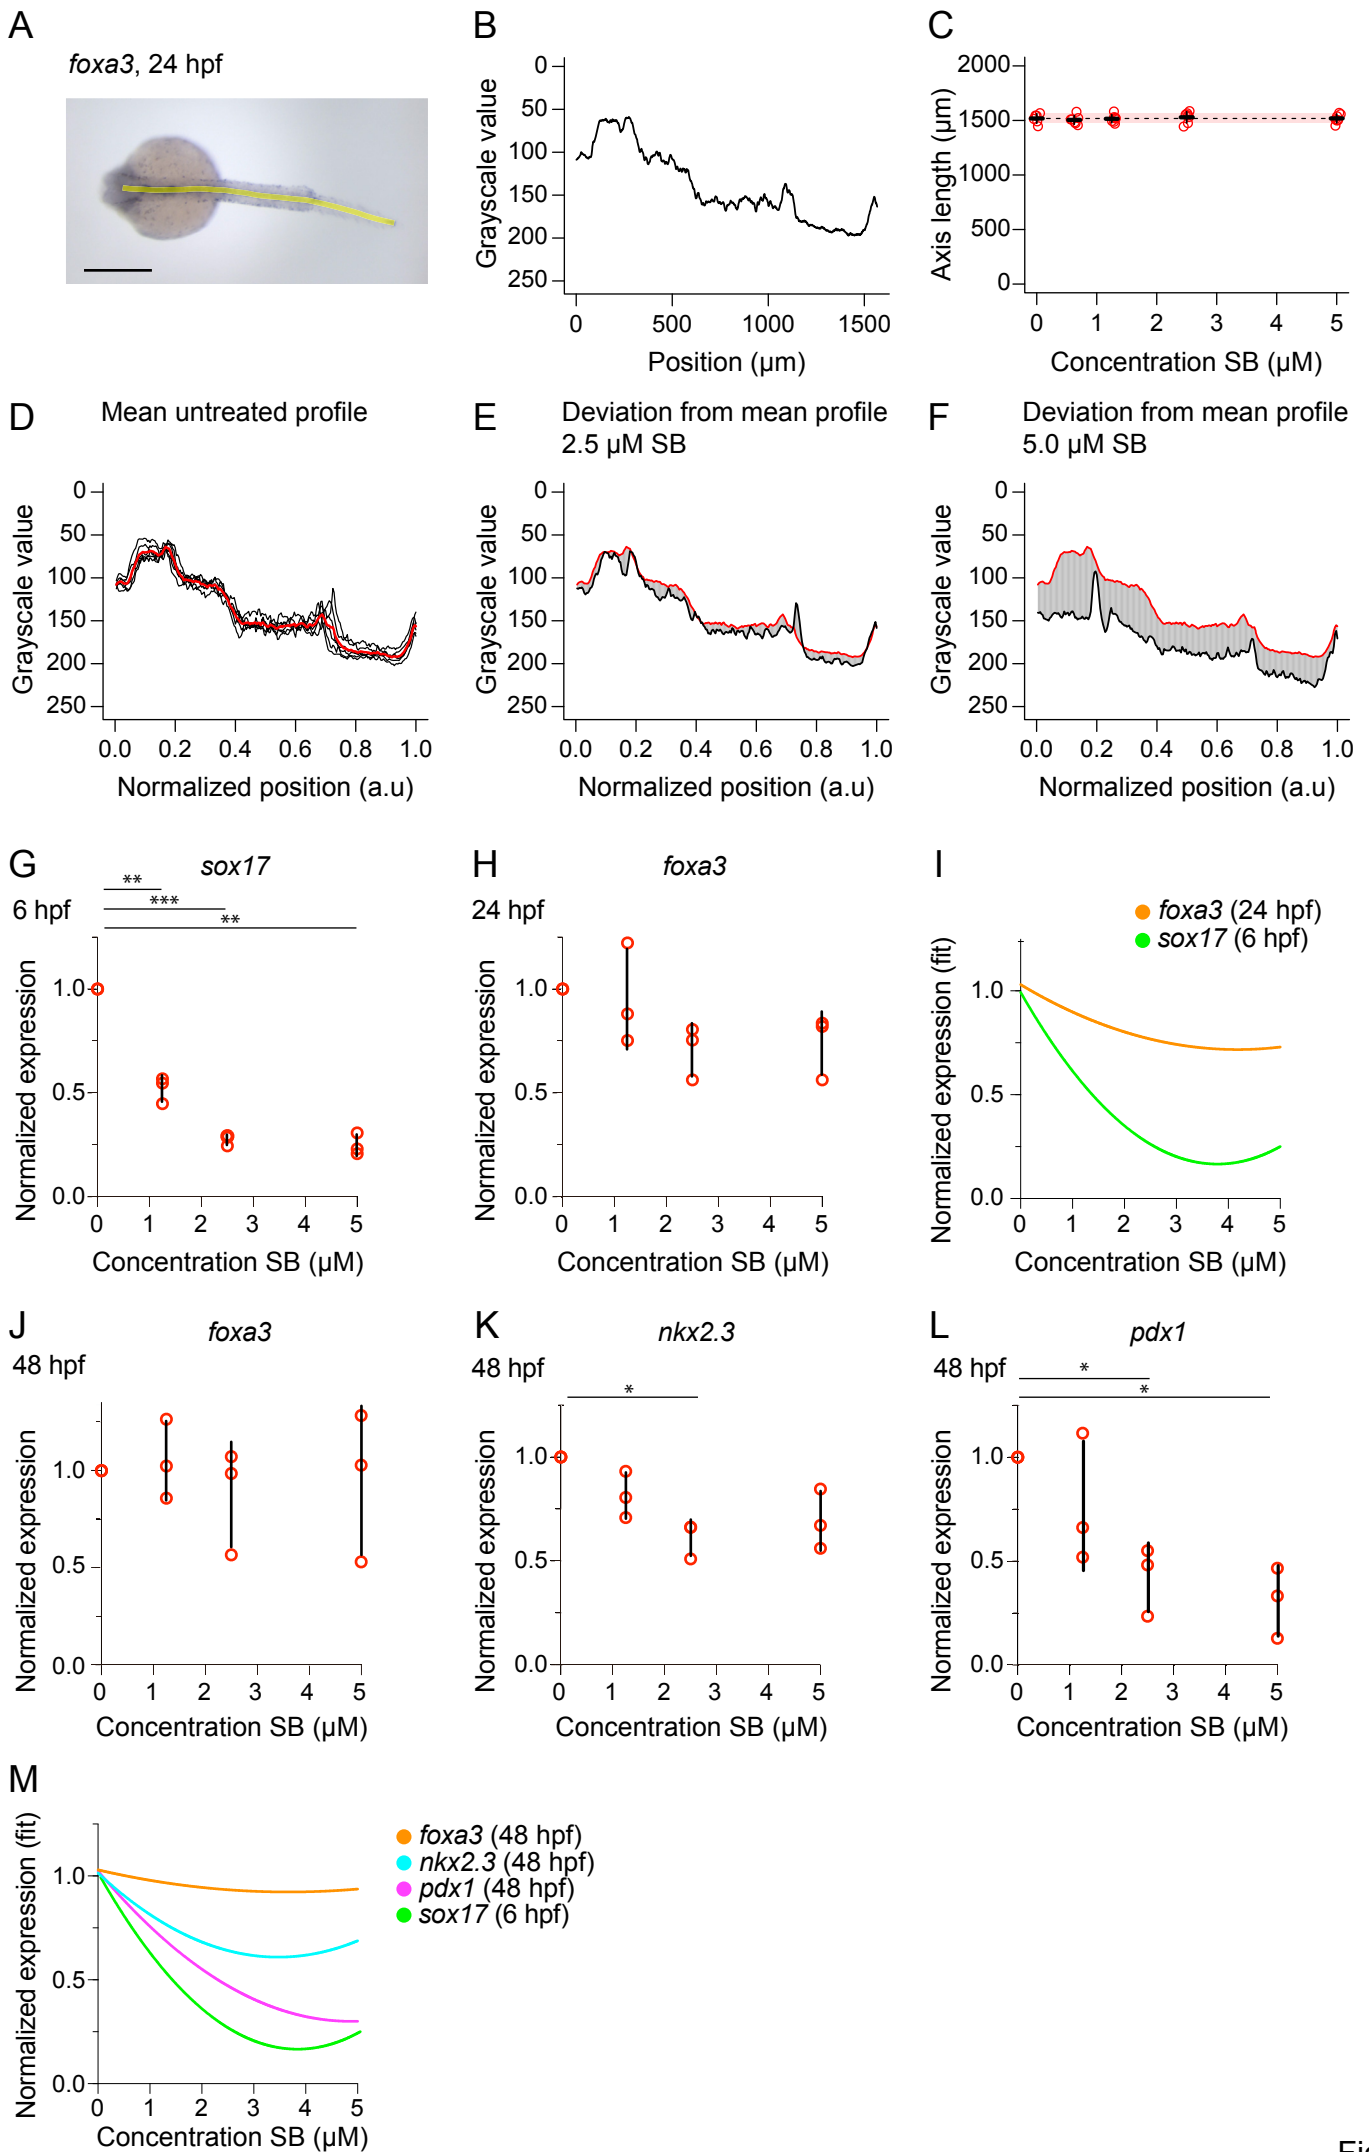 A
foxa3, 24 hpf
B
0
50
100
150
200
250
Grayscale value
0 500 1000 1500
Position (µm)
C
2000
1500
1000
500
0
Axis length (µm)
0 1 2 3 4 5
Concentration SB (µM)
D
Mean untreated profile
0
50
100
150
200
250
Grayscale value
0.0 0.2 0.4 0.6 0.8 1.0
Normalized position (a.u)
E
Deviation from mean profile
2.5 µM SB
0
50
100
150
200
250
Grayscale value
0.0 0.2 0.4 0.6 0.8 1.0
Normalized position (a.u)
F
Deviation from mean profile
5.0 µM SB
0
50
100
150
200
250
Grayscale value
0.0 0.2 0.4 0.6 0.8 1.0
Normalized position (a.u)
G
sox17
6 hpf
**
***
**
1.0
0.5
0.0
Normalized expression
0 1 2 3 4 5
Concentration SB (µM)
H
foxa3
24 hpf
1.0
0.5
0.0
Normalized expression
0 1 2 3 4 5
Concentration SB (µM)
I
foxa3 (24 hpf)
sox17 (6 hpf)
1.0
0.5
0.0
Normalized expression (fit)
0 1 2 3 4 5
Concentration SB (µM)
J
foxa3
48 hpf
1.0
0.5
0.0
Normalized expression
0 1 2 3 4 5
Concentration SB (µM)
K
nkx2.3
48 hpf
*
1.0
0.5
0.0
Normalized expression
0 1 2 3 4 5
Concentration SB (µM)
L
pdx1
48 hpf
*
*
1.0
0.5
0.0
Normalized expression
0 1 2 3 4 5
Concentration SB (µM)
M
foxa3 (48 hpf)
nkx2.3 (48 hpf)
pdx1 (48 hpf)
sox17 (6 hpf)
1.0
0.5
0.0
Normalized expression (fit)
0 1 2 3 4 5
Concentration SB (µM)